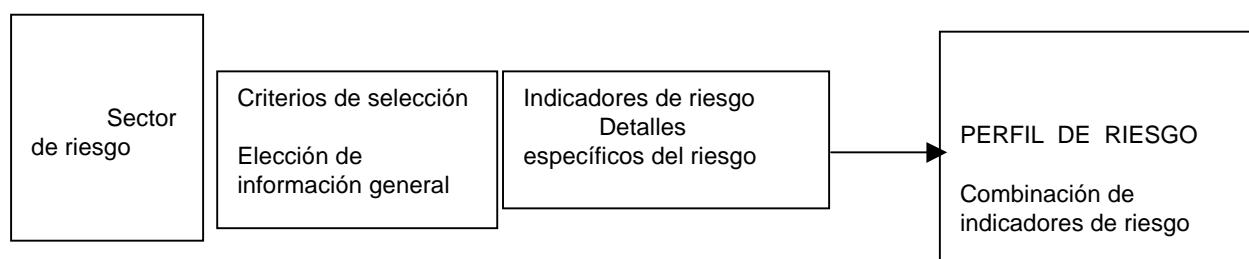 Sector
de riesgo
Criterios de selección
Elección de
información general
Indicadores de riesgo
Detalles
específicos del riesgo
PERFIL DE RIESGO
Combinación de
indicadores de riesgo